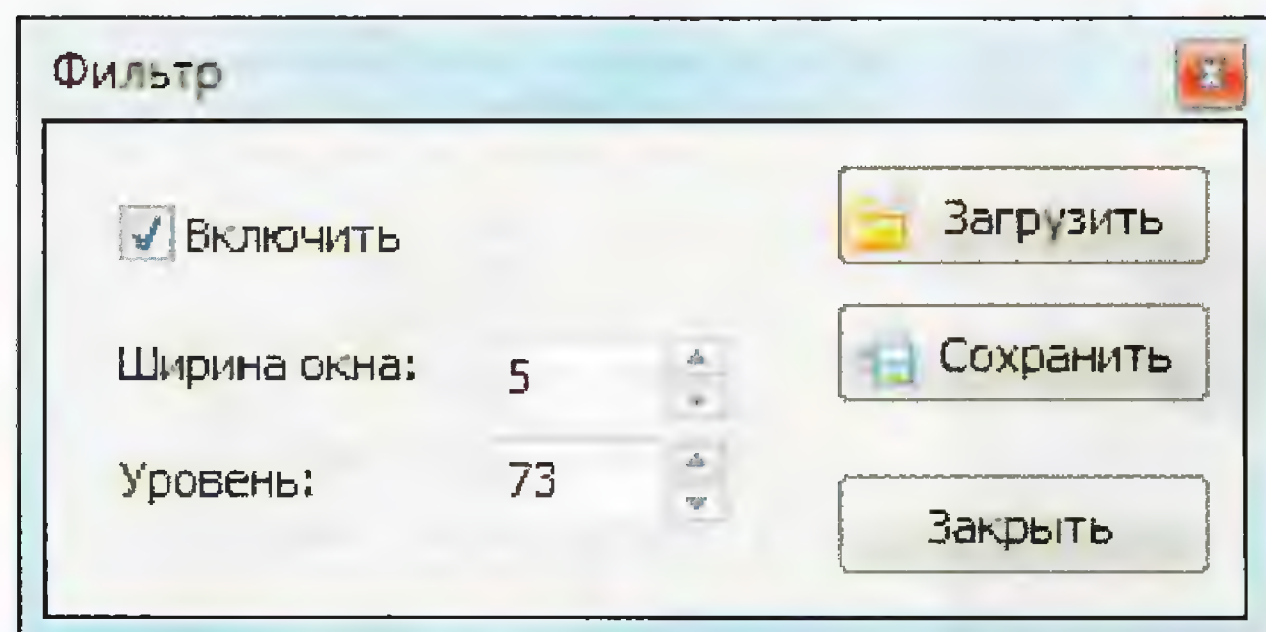 Фильтр
Включить
Загрузить
Ширина окна: 5
Сохранить
Уровень: 73
Закрыть